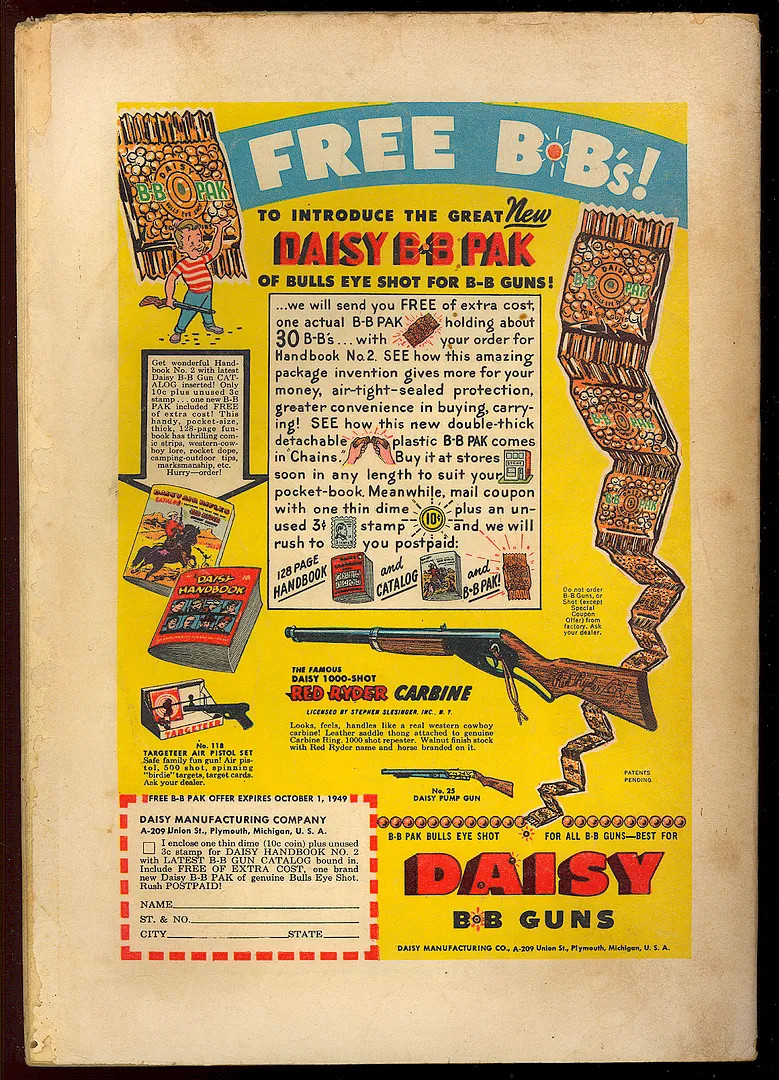 FREE B·B's!
DAISY
B·B PAK
BULLS EYE SHOT
TO INTRODUCE THE GREAT New
DAISY B·B PAK
OF BULLS EYE SHOT FOR B-B GUNS!
...we will send you FREE of extra cost,
one actual B-B PAK holding about
30 B-B's...with your order for
Handbook No.2. SEE how this amazing
package invention gives more for your
money, air-tight-sealed protection,
greater convenience in buying, carry-
ing! SEE how this new double-thick
detachable plastic B-B PAK comes
in "Chains." Buy it at stores
soon in any length to suit your
pocket-book. Meanwhile, mail coupon
with one thin dime 10¢ plus an un-
used 3¢ stamp and we will
rush to you postpaid:
128 PAGE
HANDBOOK
and
CATALOG
and
B-B PAK!
Get wonderful Hand-
book No. 2 with latest
Daisy B-B Gun CAT-
ALOG inserted! Only
10c plus unused 3c
stamp . . . one new B-B
PAK included FREE
of extra cost! This
handy, pocket-size,
thick, 128-page fun-
book has thrilling com-
ic strips, western-cow-
boy lore, rocket dope,
camping-outdoor tips,
marksmanship, etc.
Hurry—order!
DAISY AIR RIFLES
CATALOG
RED RYDER
DAISY
HANDBOOK
DAISY
B·B PAK
BULLS EYE SHOT
B·B PAK
B·B PAK
Do not order
B-B Guns, or
Shot (except
Special
Coupon
Offer) from
factory. Ask
your dealer.
THE FAMOUS
DAISY 1000-SHOT
RED RYDER CARBINE
LICENSED BY STEPHEN SLESINGER, INC., N. Y.
Looks, feels, handles like a real western cowboy
carbine! Leather saddle thong attached to genuine
Carbine Ring. 1000 shot repeater. Walnut finish stock
with Red Ryder name and horse branded on it.
Red Ryder
TARGETEER
No. 118
TARGETEER AIR PISTOL SET
Safe family fun gun! Air pis-
tol, 500 shot, spinning
"birdie" targets, target cards.
Ask your dealer.
No. 25
DAISY PUMP GUN
PATENTS
PENDING
FREE B-B PAK OFFER EXPIRES OCTOBER 1, 1949
DAISY MANUFACTURING COMPANY
A-209 Union St., Plymouth, Michigan, U. S. A.
I enclose one thin dime (10c coin) plus unused
3c stamp for DAISY HANDBOOK NO. 2
with LATEST B-B GUN CATALOG bound in.
Include FREE OF EXTRA COST, one brand
new Daisy B-B PAK of genuine Bulls Eye Shot.
Rush POSTPAID!
NAME
ST. & NO.
CITY STATE
B-B PAK BULLS EYE SHOT FOR ALL B-B GUNS—BEST FOR
DAISY
B·B GUNS
DAISY MANUFACTURING CO., A-209 Union St., Plymouth, Michigan, U. S. A.